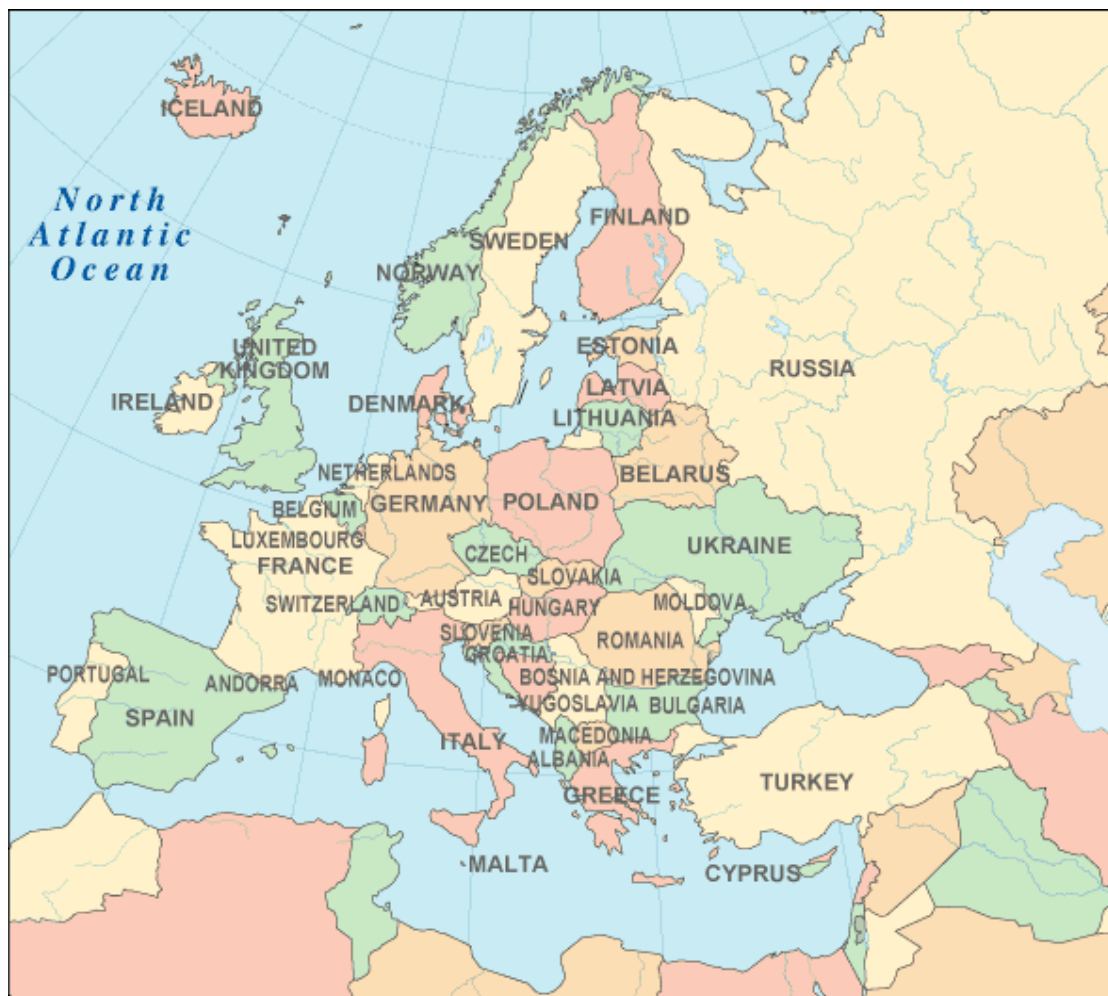 ICELAND
North
Atlantic
Ocean
FINLAND
SWEDEN
NORWAY
UNITED
KINGDOM
ESTONIA
RUSSIA
LATVIA
IRELAND
DENMARK
LITHUANIA
NETHERLANDS
BELARUS
GERMANY
POLAND
BELGIUM
LUXEMBOURG
UKRAINE
CZECH
FRANCE
SLOVAKIA
AUSTRIA
SWITZERLAND
HUNGARY
MOLDOVA
SLOVENIA
ROMANIA
CROATIA
PORTUGAL
ANDORRA
MONACO
BOSNIA AND HERZEGOVINA
YUGOSLAVIA
BULGARIA
SPAIN
ITALY
MACEDONIA
ALBANIA
TURKEY
GREECE
MALTA
CYPRUS